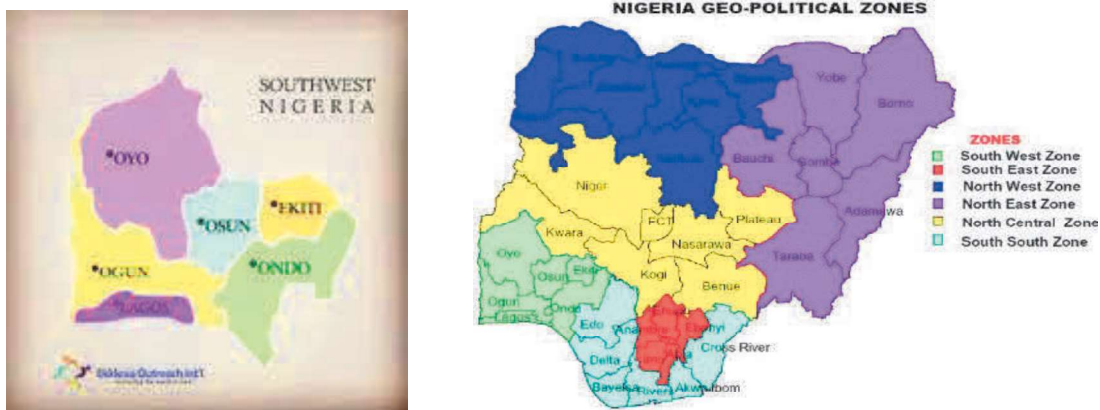 SOUTHWEST
NIGERIA
OYO
OSUN
EKITI
OGUN
ONDO
LAGOS
NIGERIA GEO-POLITICAL ZONES
Yobe
Borno
Bauchi
Gombe
Adamawa
Niger
FCT
Plateau
Kwara
Nasarawa
Taraba
Oyo
Kogi
Benue
Osun
Ekiti
Ogun
Ondo
Lagos
Edo
Anambra
Ebonyi
Cross River
Delta
Bayelsa
Rivers
Akwa-Ibom
ZONES
South West Zone
South East Zone
North West Zone
North East Zone
North Central Zone
South South Zone